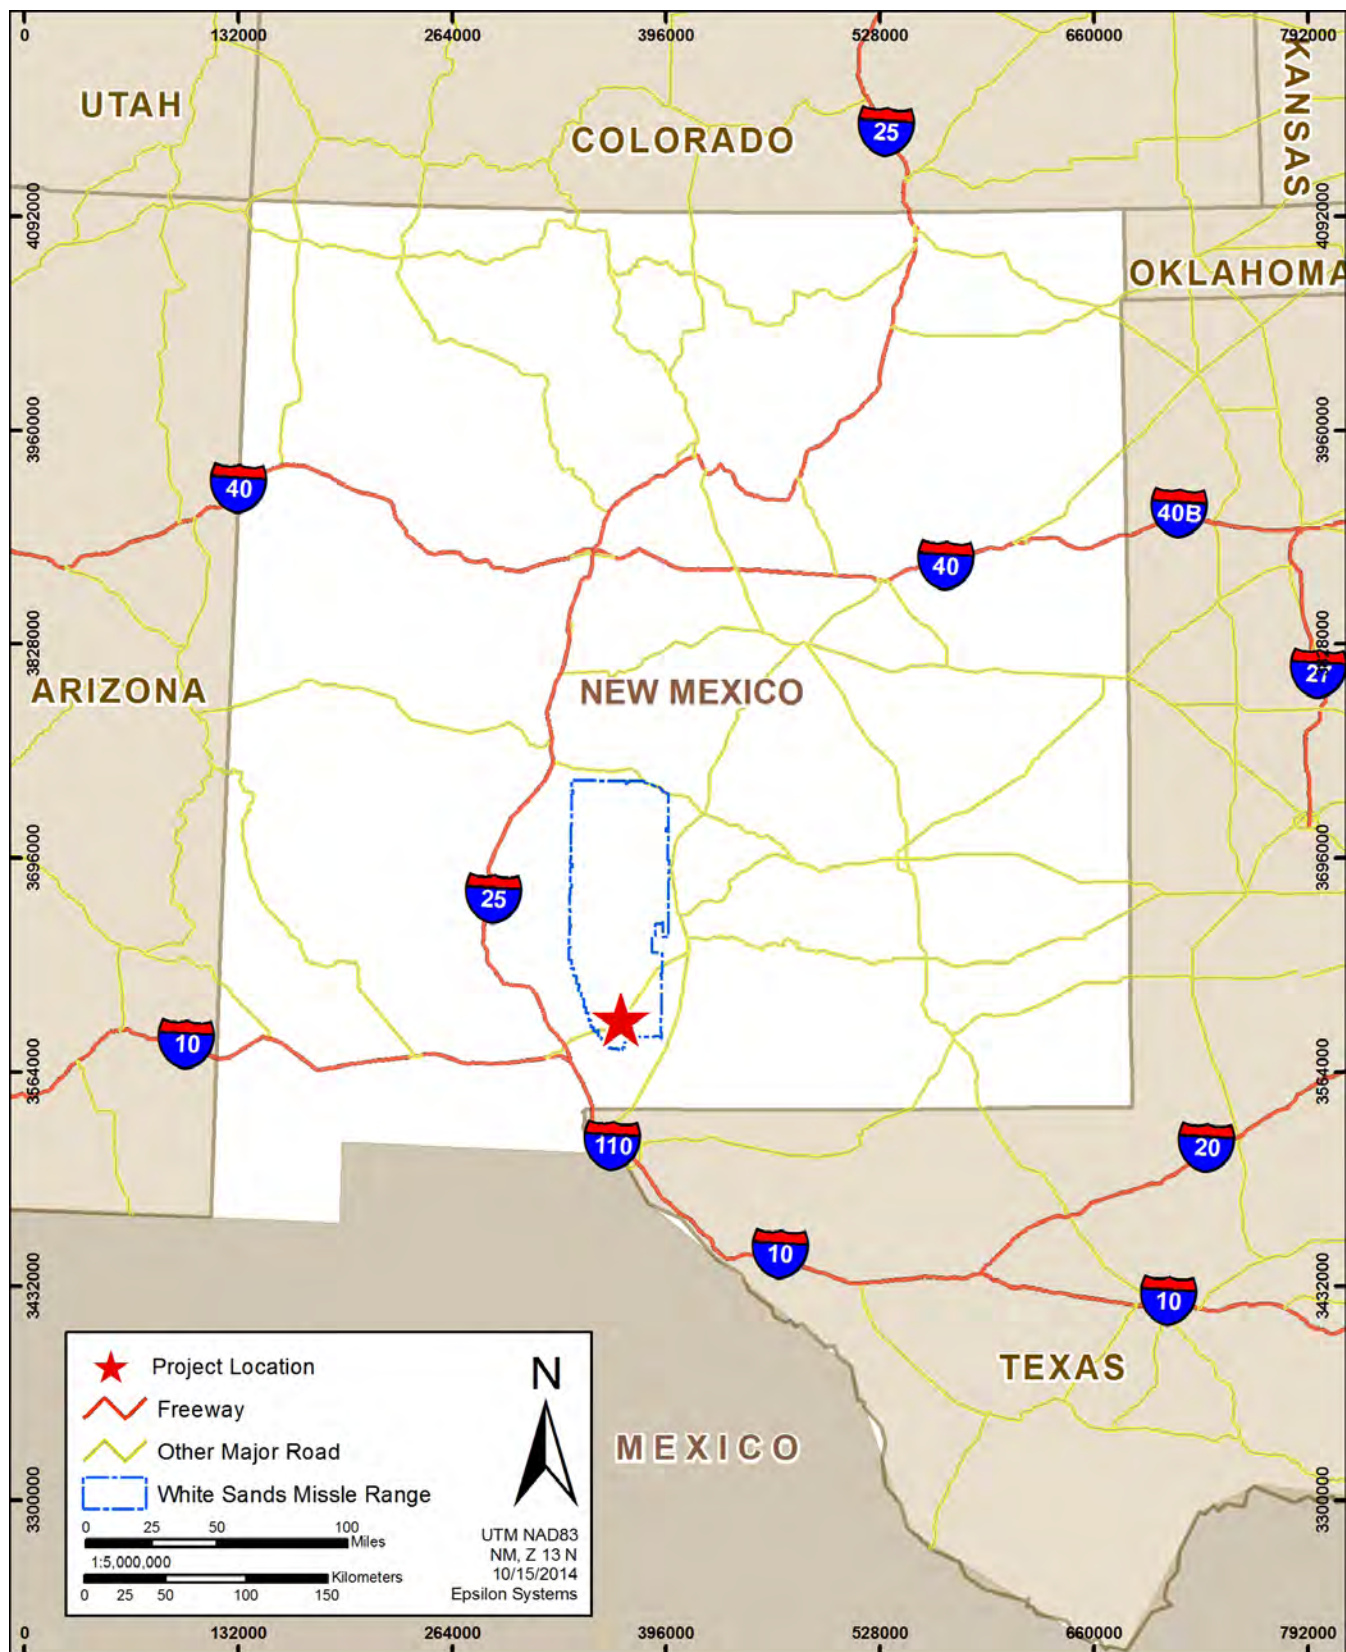 0 132000 264000 396000 528000 660000 792000
KANSAS
UTAH
COLORADO
25
4092000 4092000
OKLAHOMA
3960000 3960000
40
40B
40
3828000 3828000
27
ARIZONA
NEW MEXICO
3696000 3696000
25
10
3564000 3564000
110
20
10
3432000 3432000
10
TEXAS
MEXICO
3300000 3300000
Project Location
Freeway
Other Major Road
White Sands Missle Range
N
0 25 50 100
Miles
1:5,000,000
Kilometers
0 25 50 100 150
UTM NAD83
NM, Z 13 N
10/15/2014
Epsilon Systems
0 132000 264000 396000 528000 660000 792000